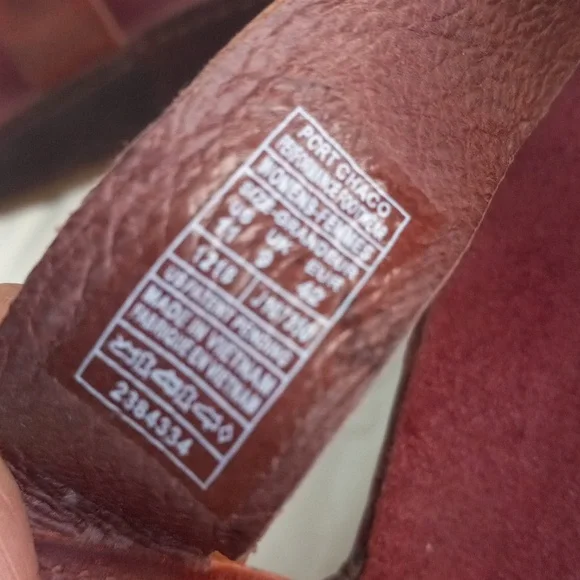 PORT CHACO
WOMENS-FEMMES
SIZE-GRANDEUR
US UK EUR
11 9 42
1218
US PATENT PENDING
MADE IN VIETNAM
FABRIQUE EN VIETNAM
2384334